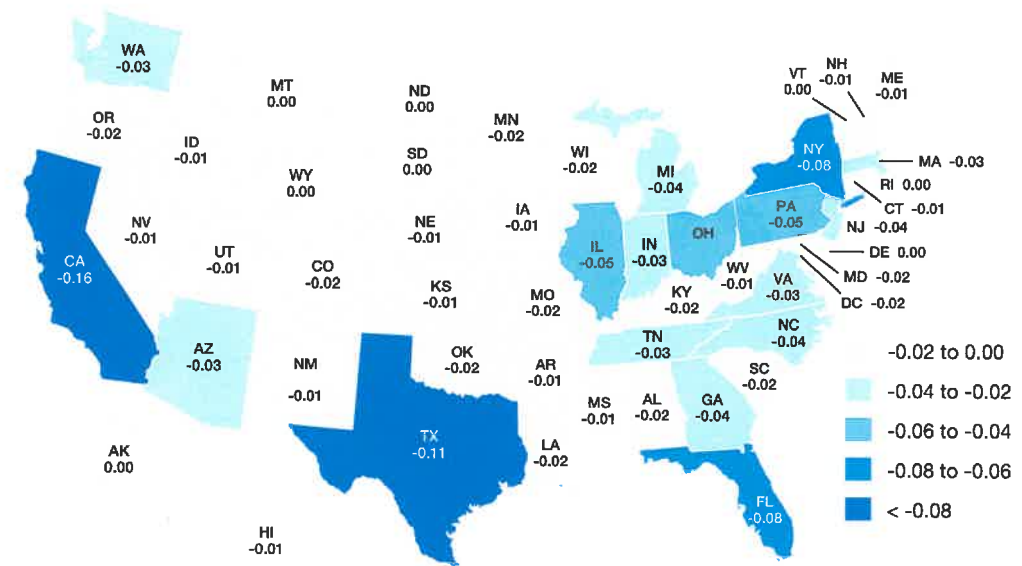 WA
-0.03
MT
0.00
ND
0.00
MN
-0.02
VT
0.00
NH
-0.01
ME
-0.01
OR
-0.02
ID
-0.01
WY
0.00
SD
0.00
WI
-0.02
MI
-0.04
NY
-0.08
MA -0.03
RI 0.00
CT -0.01
NJ -0.04
DE 0.00
MD -0.02
DC -0.02
NV
-0.01
UT
-0.01
CO
-0.02
NE
-0.01
IA
-0.01
KS
-0.01
MO
-0.02
IL
-0.05
IN
-0.03
OH
PA
-0.05
WV
-0.01
VA
-0.03
KY
-0.02
CA
-0.16
AZ
-0.03
NM
-0.01
OK
-0.02
AR
-0.01
TN
-0.03
NC
-0.04
SC
-0.02
MS
-0.01
AL
-0.02
GA
-0.04
TX
-0.11
LA
-0.02
FL
-0.08
AK
0.00
HI
-0.01
-0.02 to 0.00
-0.04 to -0.02
-0.06 to -0.04
-0.08 to -0.06
< -0.08